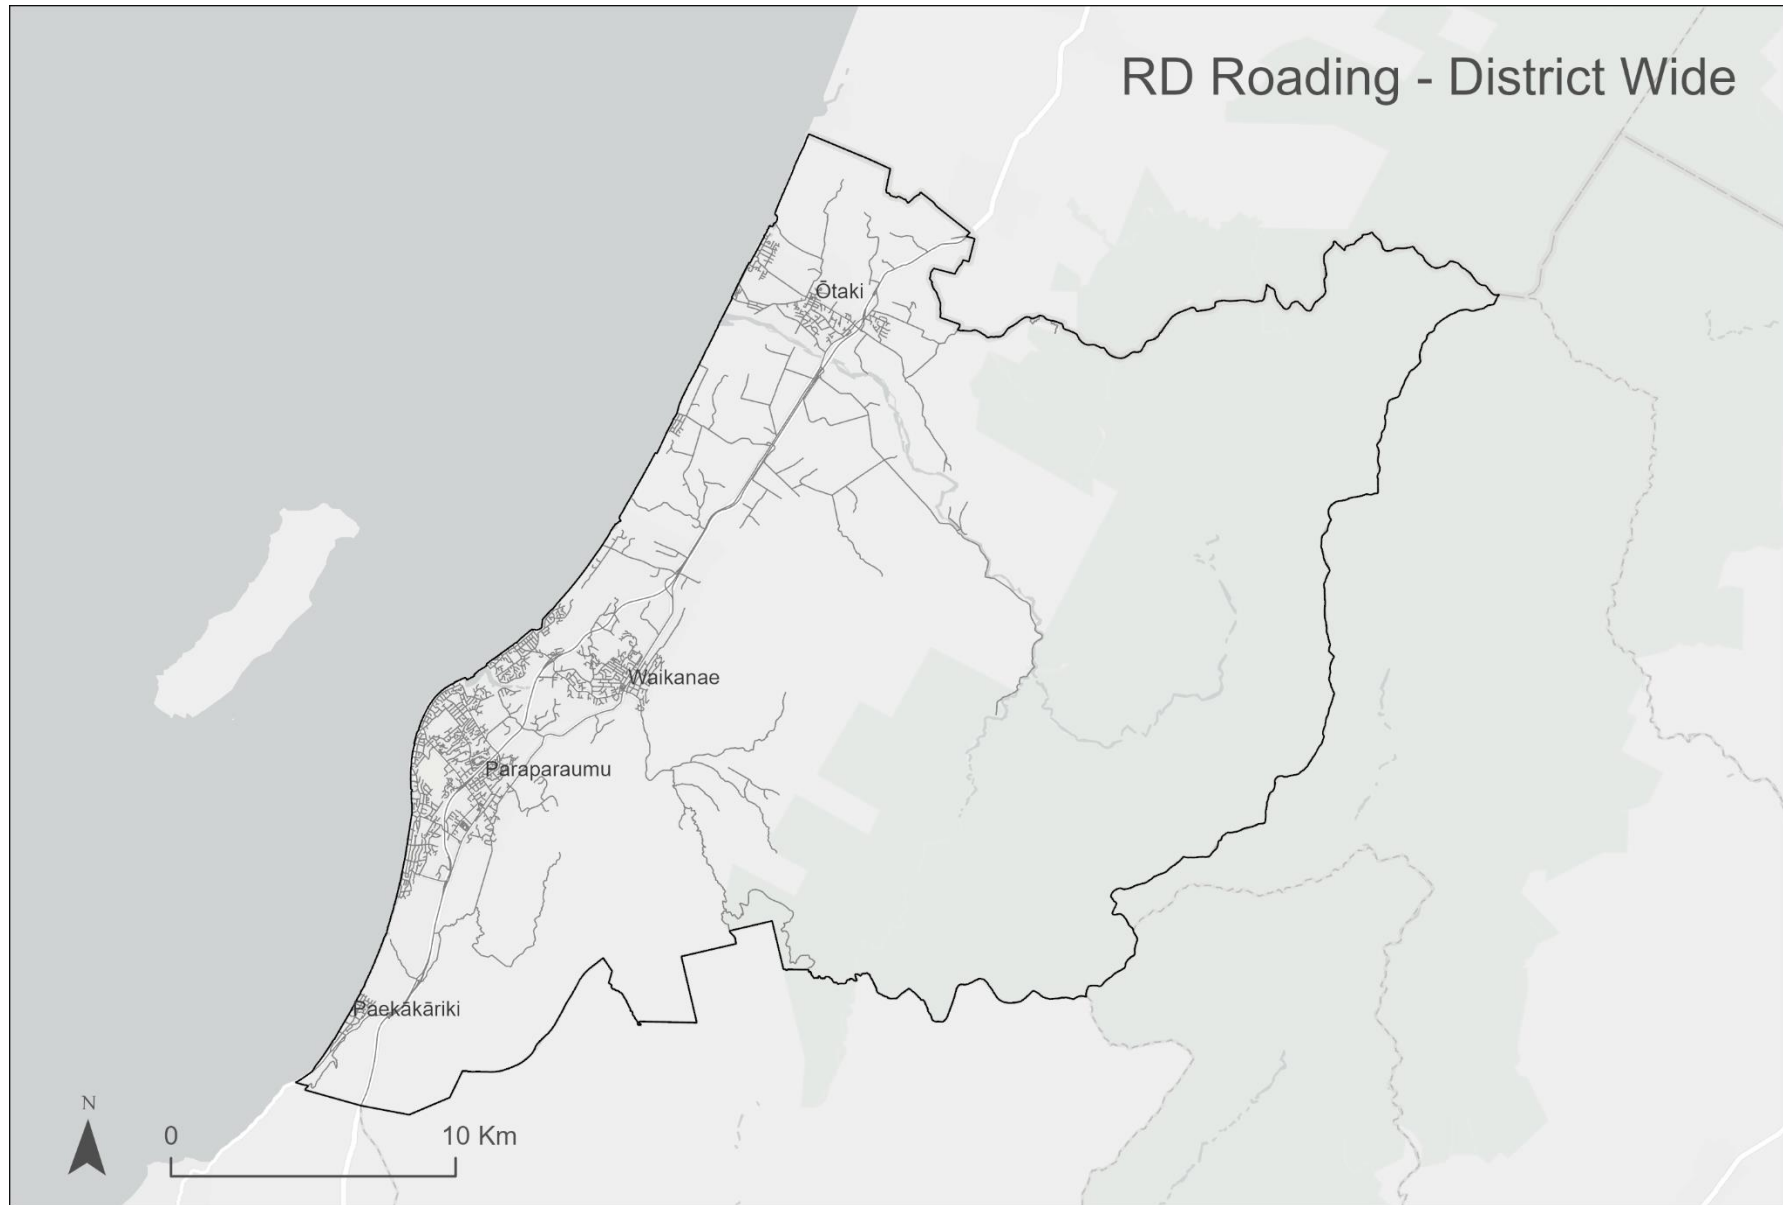 RD Roading - District Wide
Ōtaki
Waikanae
Paraparaumu
Paekākāriki
N
0 10 Km